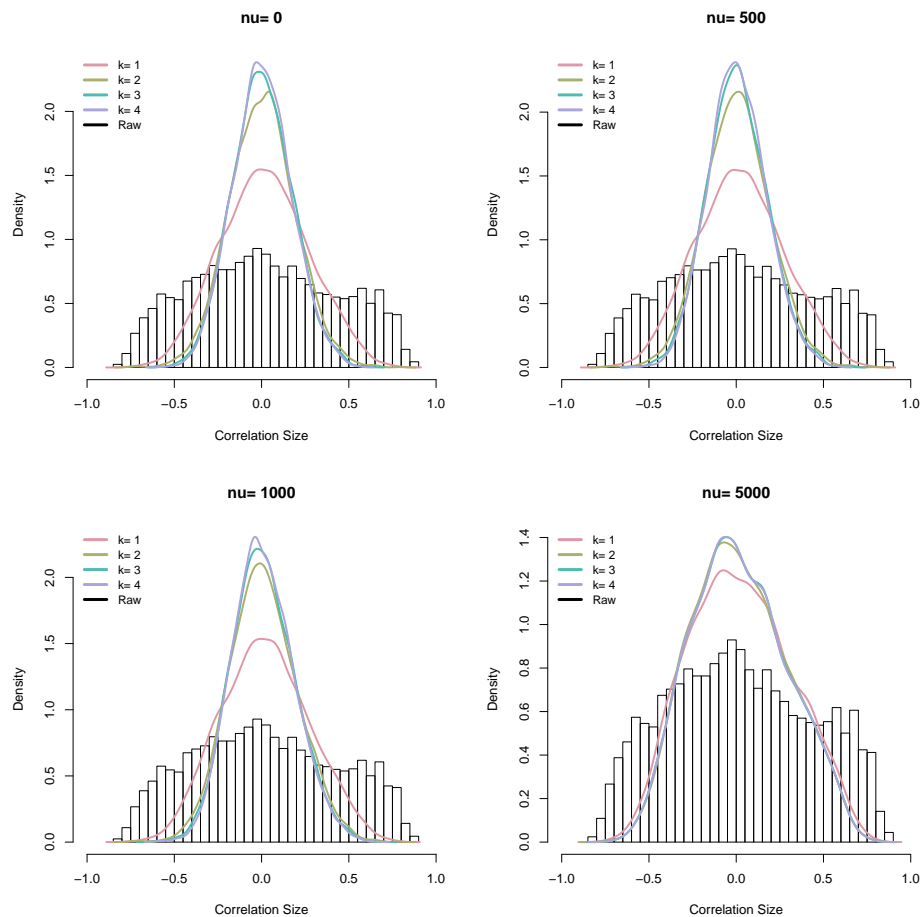 nu= 0
k= 1
k= 2
k= 3
k= 4
Raw
Density
0.0
0.5
1.0
1.5
2.0
−1.0 −0.5 0.0 0.5 1.0
Correlation Size
nu= 500
k= 1
k= 2
k= 3
k= 4
Raw
Density
0.0
0.5
1.0
1.5
2.0
−1.0 −0.5 0.0 0.5 1.0
Correlation Size
nu= 1000
k= 1
k= 2
k= 3
k= 4
Raw
Density
0.0
0.5
1.0
1.5
2.0
−1.0 −0.5 0.0 0.5 1.0
Correlation Size
nu= 5000
k= 1
k= 2
k= 3
k= 4
Raw
Density
0.0
0.2
0.4
0.6
0.8
1.0
1.2
1.4
−1.0 −0.5 0.0 0.5 1.0
Correlation Size